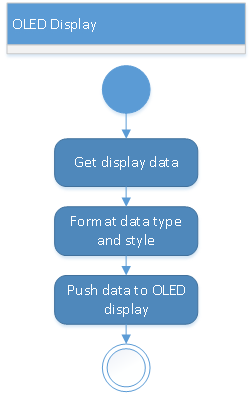 OLED Display
Get display data
Format data type
and style
Push data to OLED
display